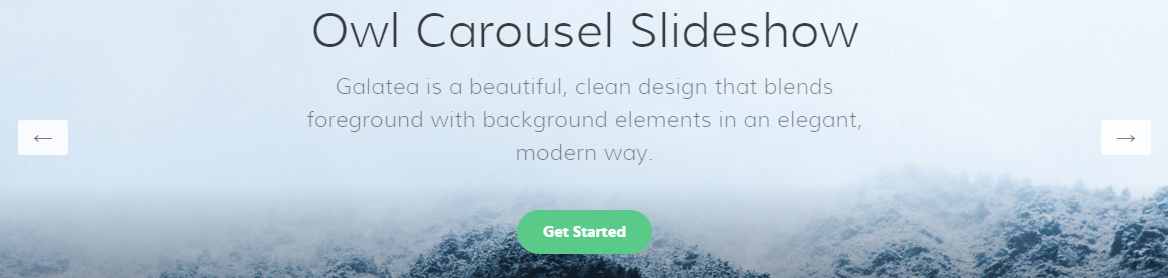 Owl Carousel Slideshow
Galatea is a beautiful, clean design that blends
foreground with background elements in an elegant,
modern way.
← →
Get Started